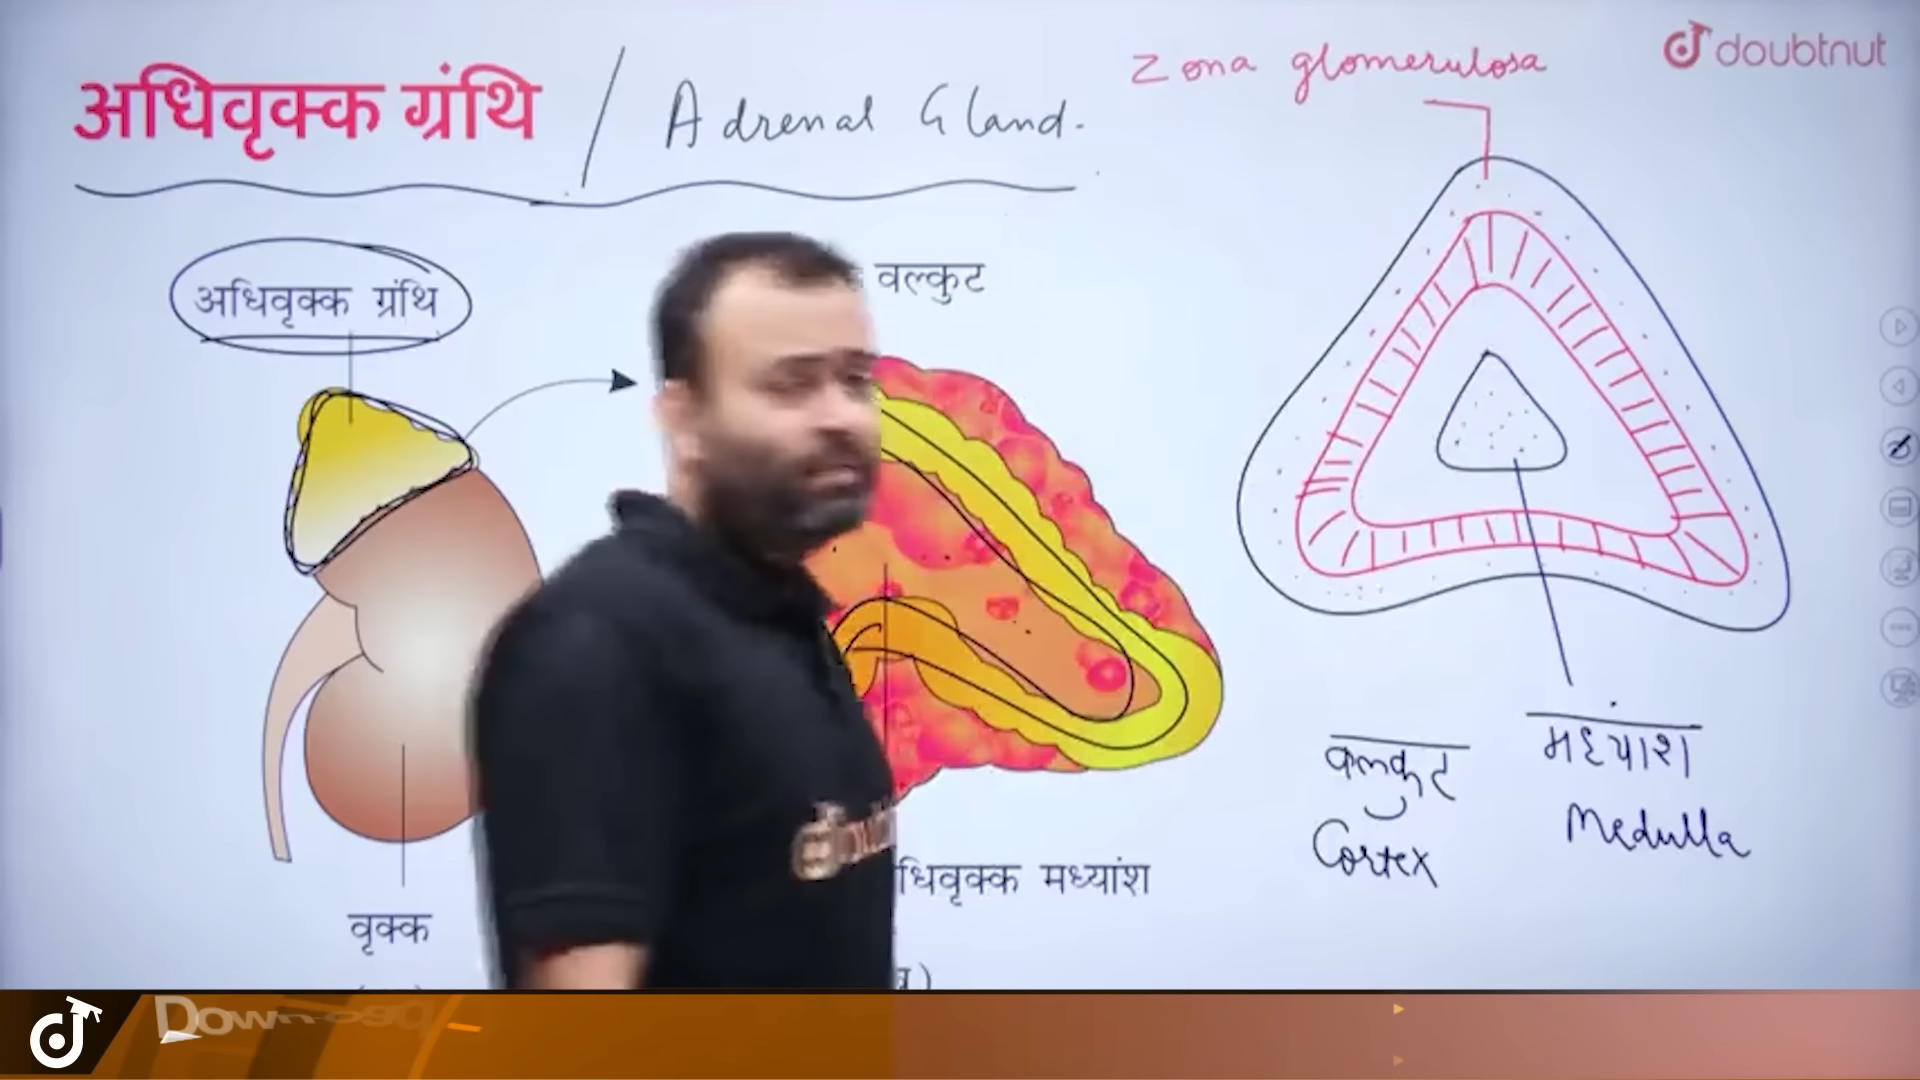 अधिवृक्क ग्रंथि / Adrenal Gland.
Zona glomerulosa
doubtnut
अधिवृक्क ग्रंथि
वल्कुट
वल्कुट
Cortex
मध्यांश
Medulla
धिवृक्क मध्यांश
वृक्क